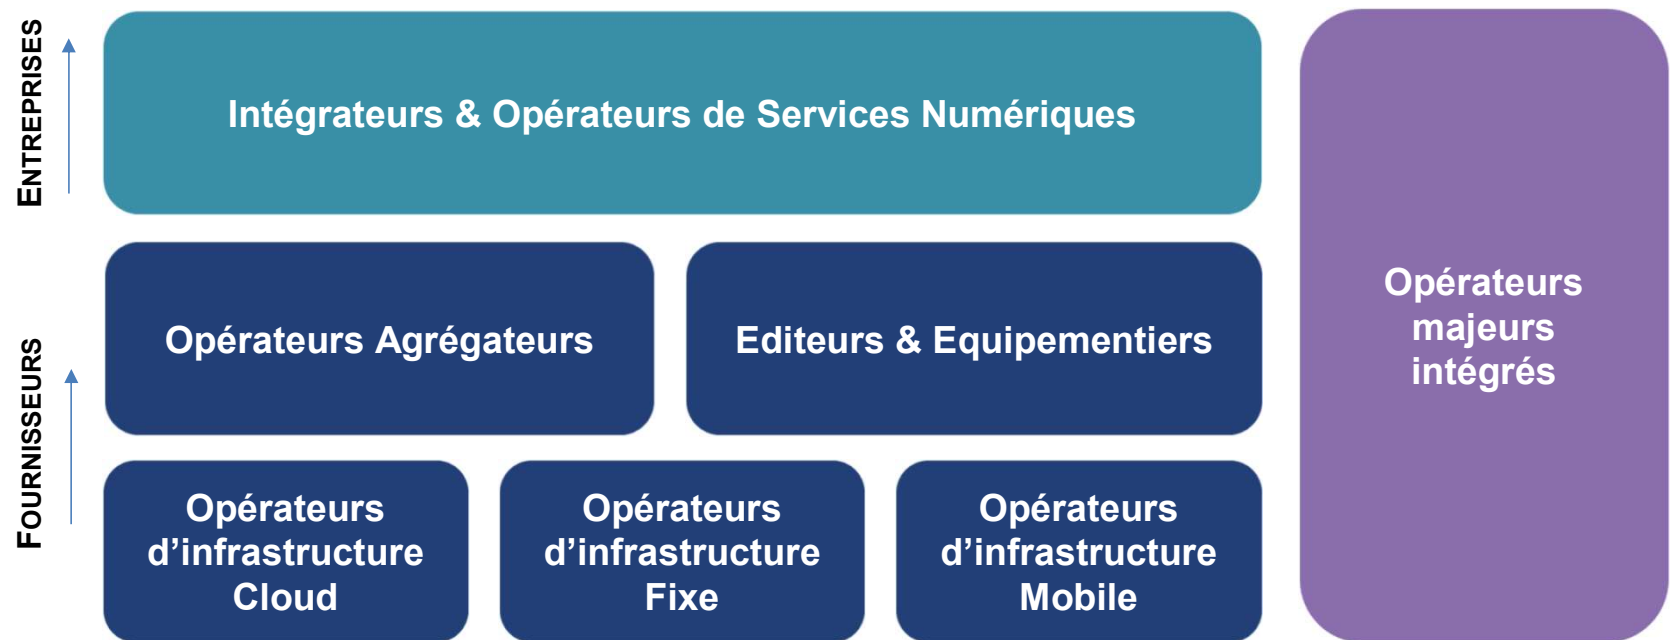 ENTREPRISES
Intégrateurs & Opérateurs de Services Numériques
FOURNISSEURS
Opérateurs Agrégateurs
Editeurs & Equipementiers
Opérateurs
d’infrastructure
Cloud
Opérateurs
d’infrastructure
Fixe
Opérateurs
d’infrastructure
Mobile
Opérateurs
majeurs
intégrés